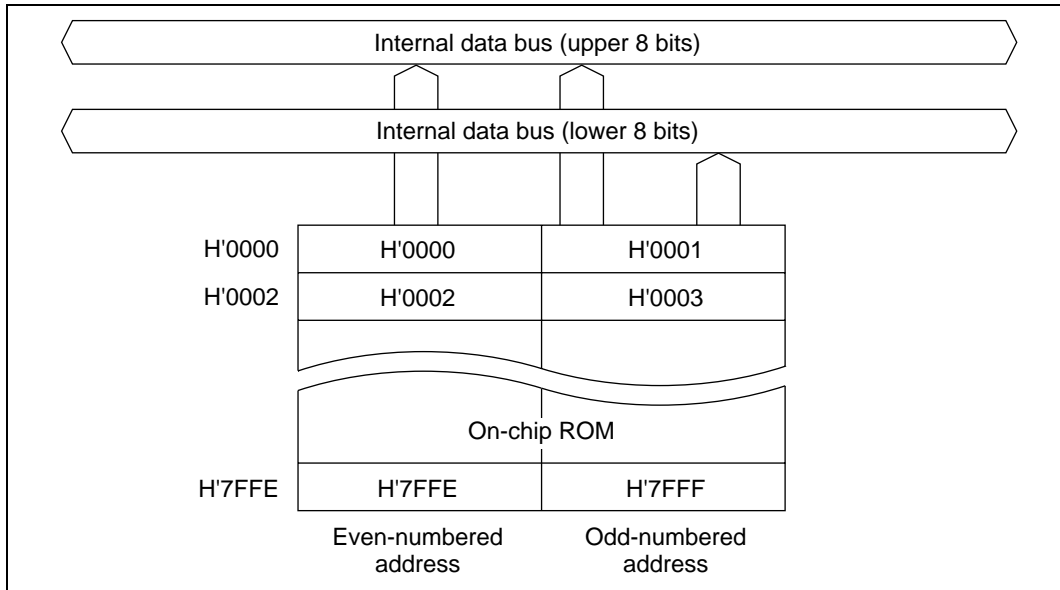 Internal data bus (upper 8 bits)
Internal data bus (lower 8 bits)
H'0000 H'0000 H'0001
H'0002 H'0002 H'0003
On-chip ROM
H'7FFE H'7FFE H'7FFF
Even-numbered Odd-numbered
address address